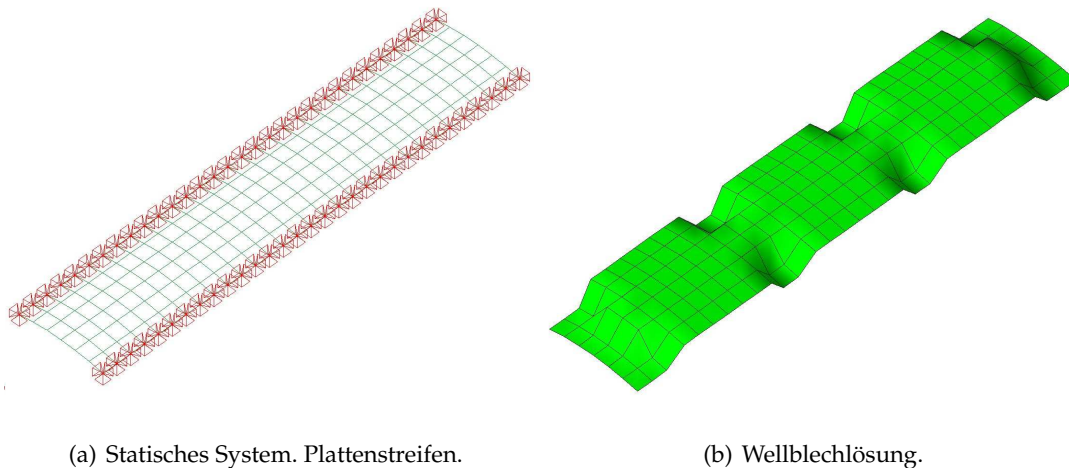 (a) Statisches System. Plattenstreifen.
(b) Wellblechlösung.